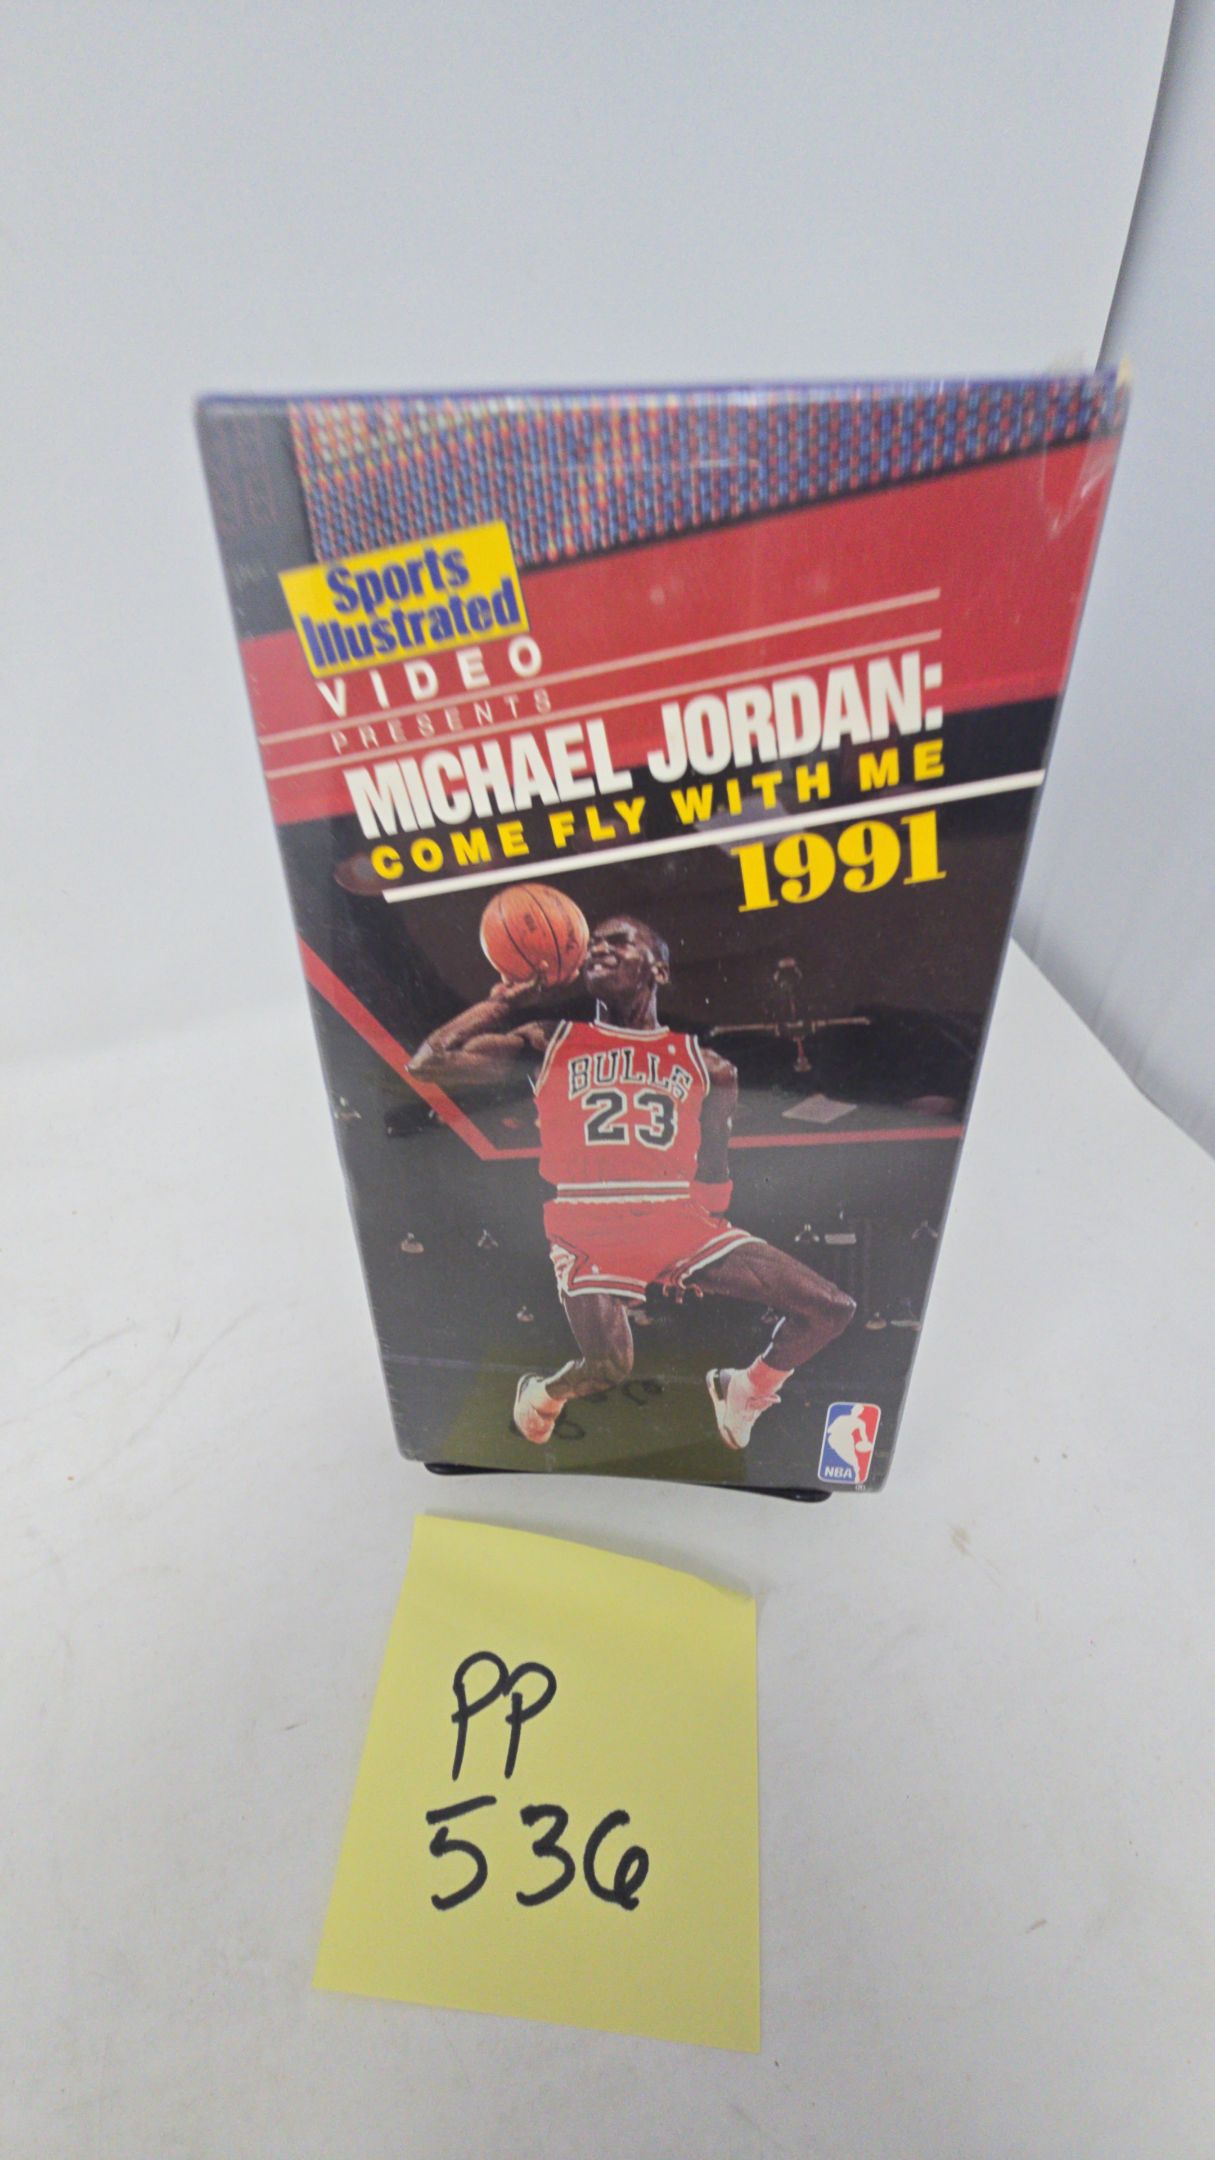 Sports
Illustrated
VIDEO
PRESENTS
MICHAEL JORDAN:
COME FLY WITH ME
1991
BULLS
23
NBA
PP
536